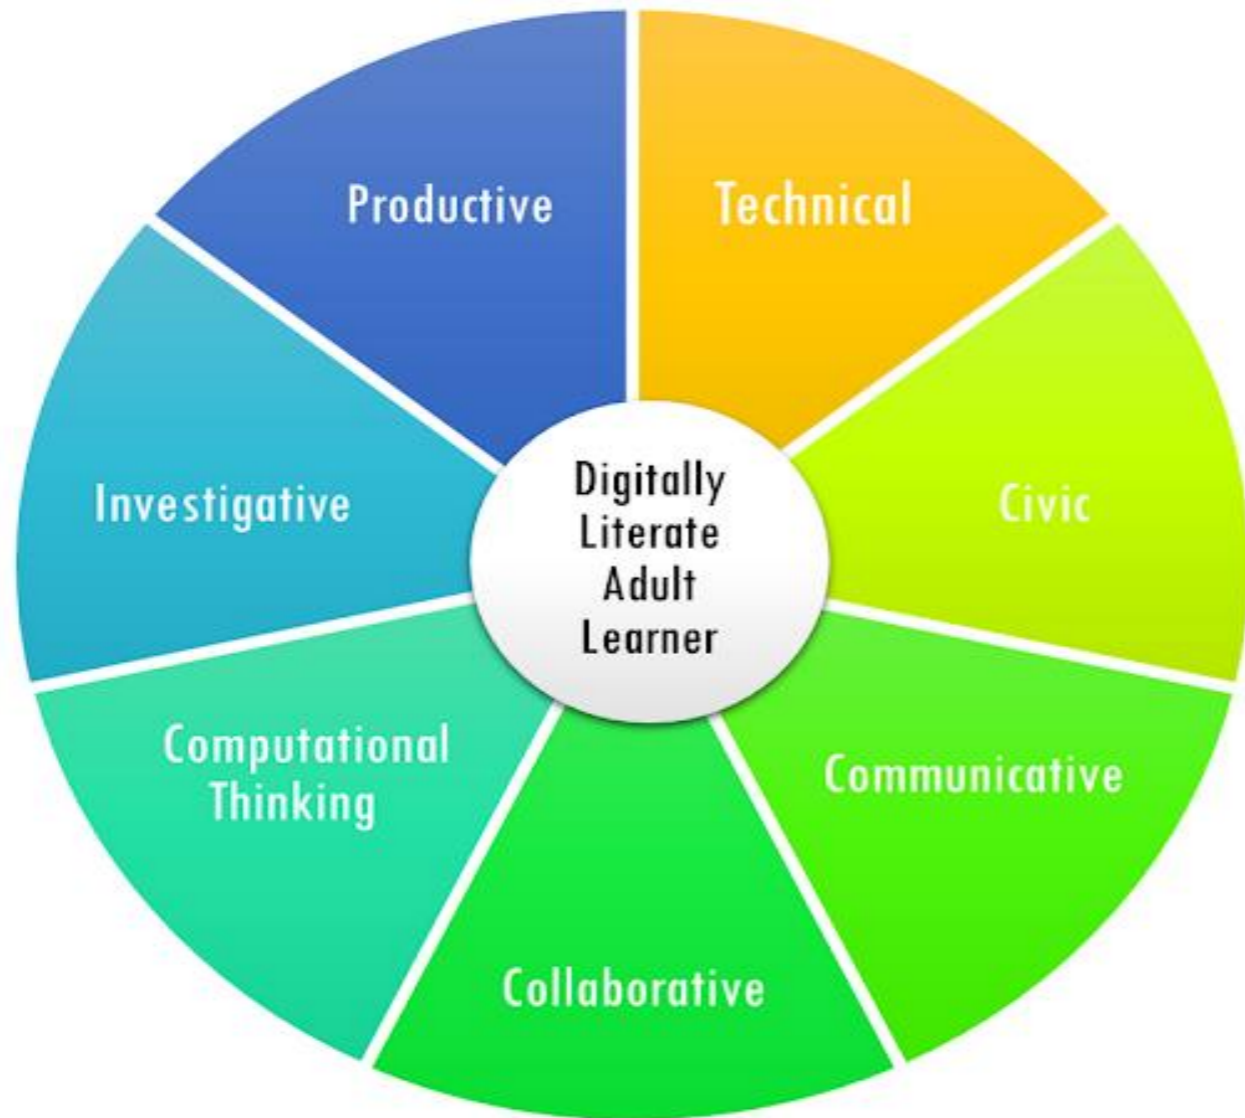 Productive
Technical
Investigative
Civic
Digitally
Literate
Adult
Learner
Computational
Thinking
Communicative
Collaborative